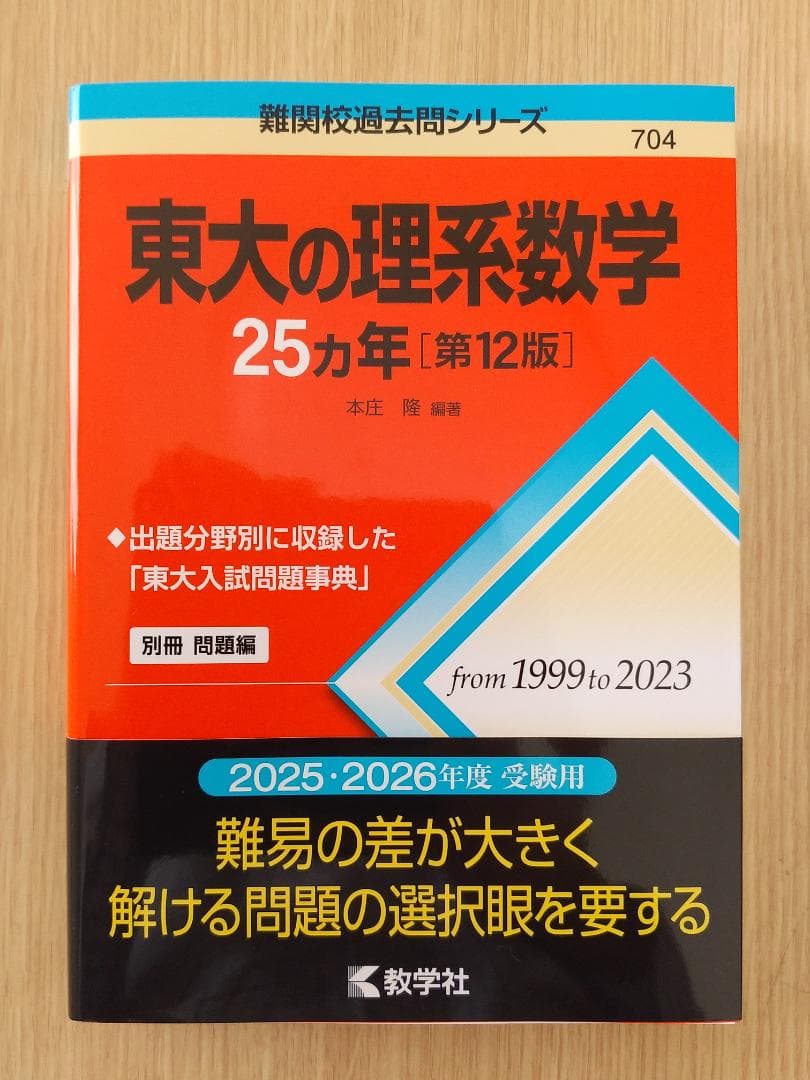 難関校過去問シリーズ
704
東大の理系数学
25カ年[第12版]
本庄 隆 編著
◆出題分野別に収録した
「東大入試問題事典」
別冊 問題編
from 1999 to 2023
2025・2026年度 受験用
難易の差が大きく
解ける問題の選択眼を要する
教学社